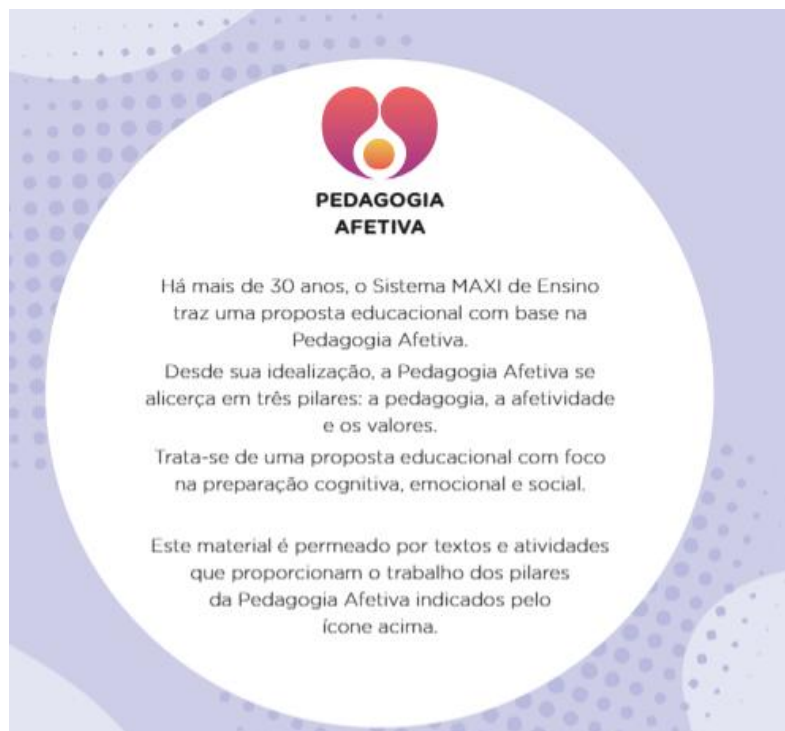 PEDAGOGIA
AFETIVA
Há mais de 30 anos, o Sistema MAXI de Ensino
traz uma proposta educacional com base na
Pedagogia Afetiva.
Desde sua idealização, a Pedagogia Afetiva se
alicerça em três pilares: a pedagogia, a afetividade
e os valores.
Trata-se de uma proposta educacional com foco
na preparação cognitiva, emocional e social.
Este material é permeado por textos e atividades
que proporcionam o trabalho dos pilares
da Pedagogia Afetiva indicados pelo
ícone acima.